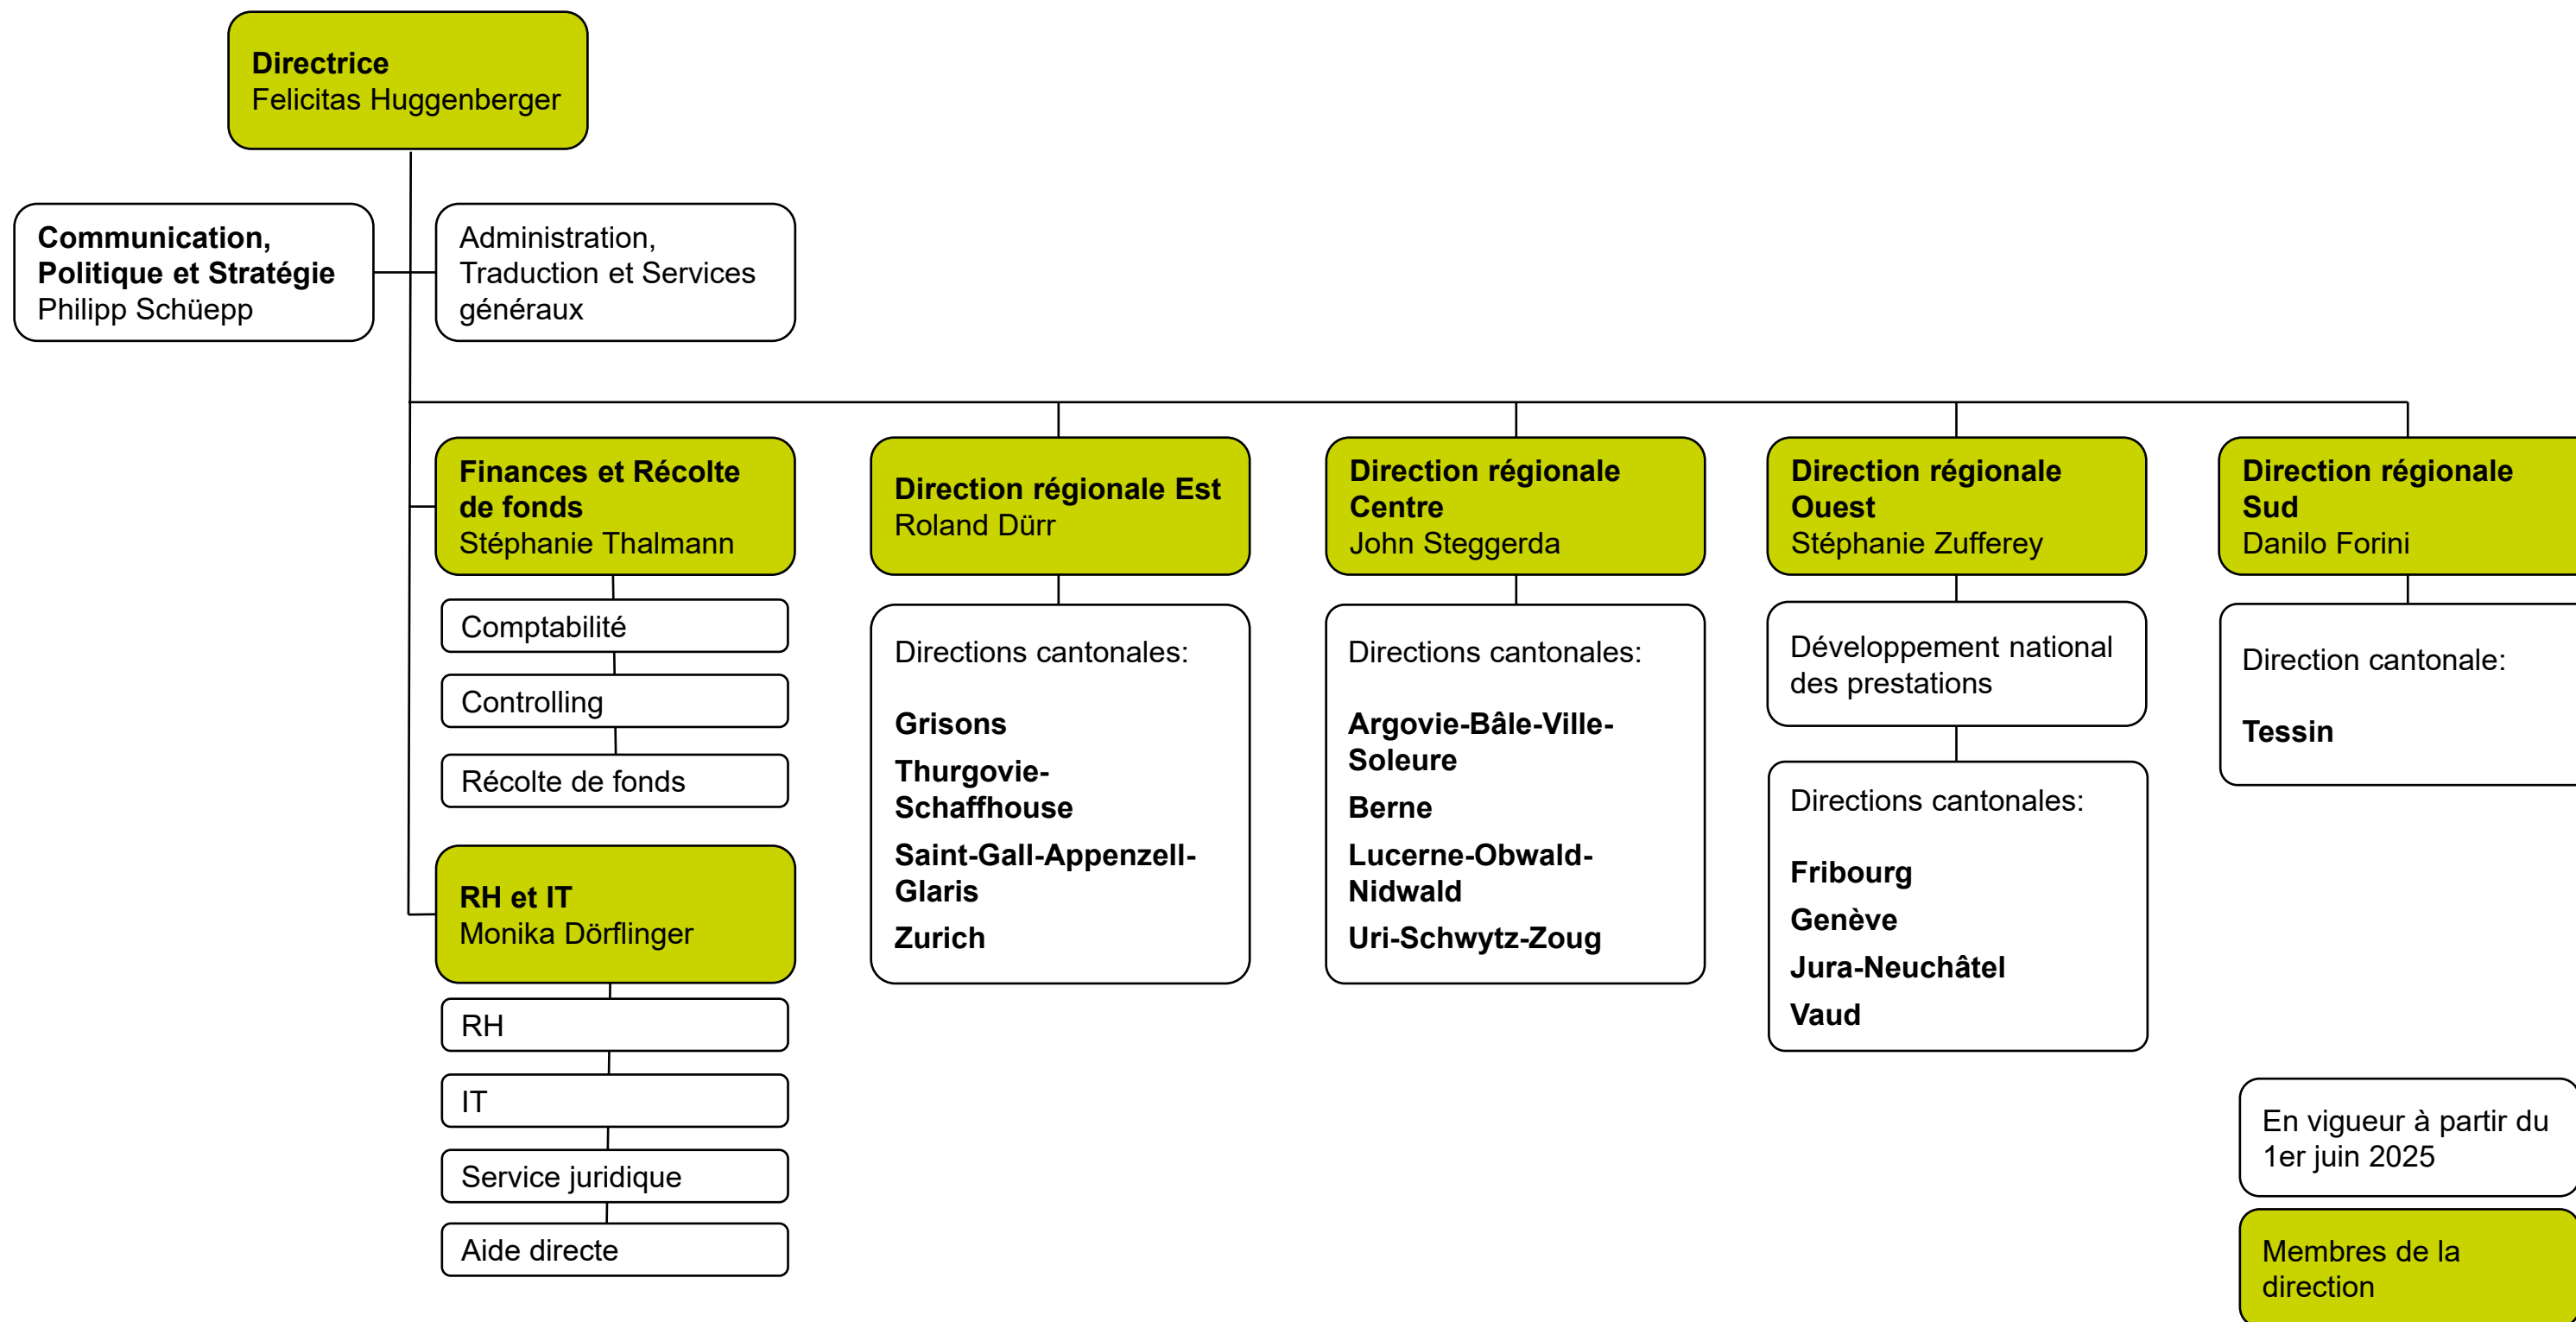 Directrice
Felicitas Huggenberger
Communication,
Politique et Stratégie
Philipp Schüepp
Administration,
Traduction et Services
généraux
Finances et Récolte
de fonds
Stéphanie Thalmann
Comptabilité
Controlling
Récolte de fonds
RH et IT
Monika Dörflinger
RH
IT
Service juridique
Aide directe
Direction régionale Est
Roland Dürr
Directions cantonales:
Grisons
Thurgovie-
Schaffhouse
Saint-Gall-Appenzell-
Glaris
Zurich
Direction régionale
Centre
John Steggerda
Directions cantonales:
Argovie-Bâle-Ville-
Soleure
Berne
Lucerne-Obwald-
Nidwald
Uri-Schwytz-Zoug
Direction régionale
Ouest
Stéphanie Zufferey
Développement national
des prestations
Directions cantonales:
Fribourg
Genève
Jura-Neuchâtel
Vaud
Direction régionale
Sud
Danilo Forini
Direction cantonale:
Tessin
En vigueur à partir du
1er juin 2025
Membres de la
direction